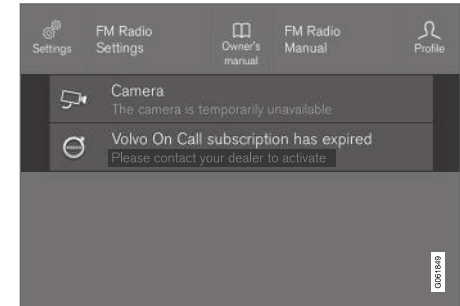 Settings
FM Radio
Settings
Owner's
manual
FM Radio
Manual
Profile
Camera
The camera is temporarily unavailable
Volvo On Call subscription has expired
Please contact your dealer to activate
G061849